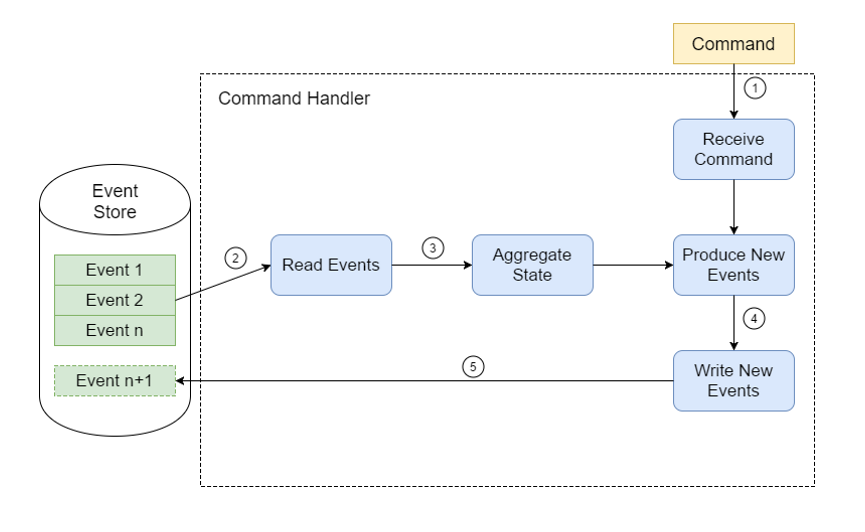 Command
1
Command Handler
Receive
Command
Event
Store
Event 1
Event 2
Event n
Event n+1
2
Read Events
3
Aggregate
State
Produce New
Events
4
Write New
Events
5